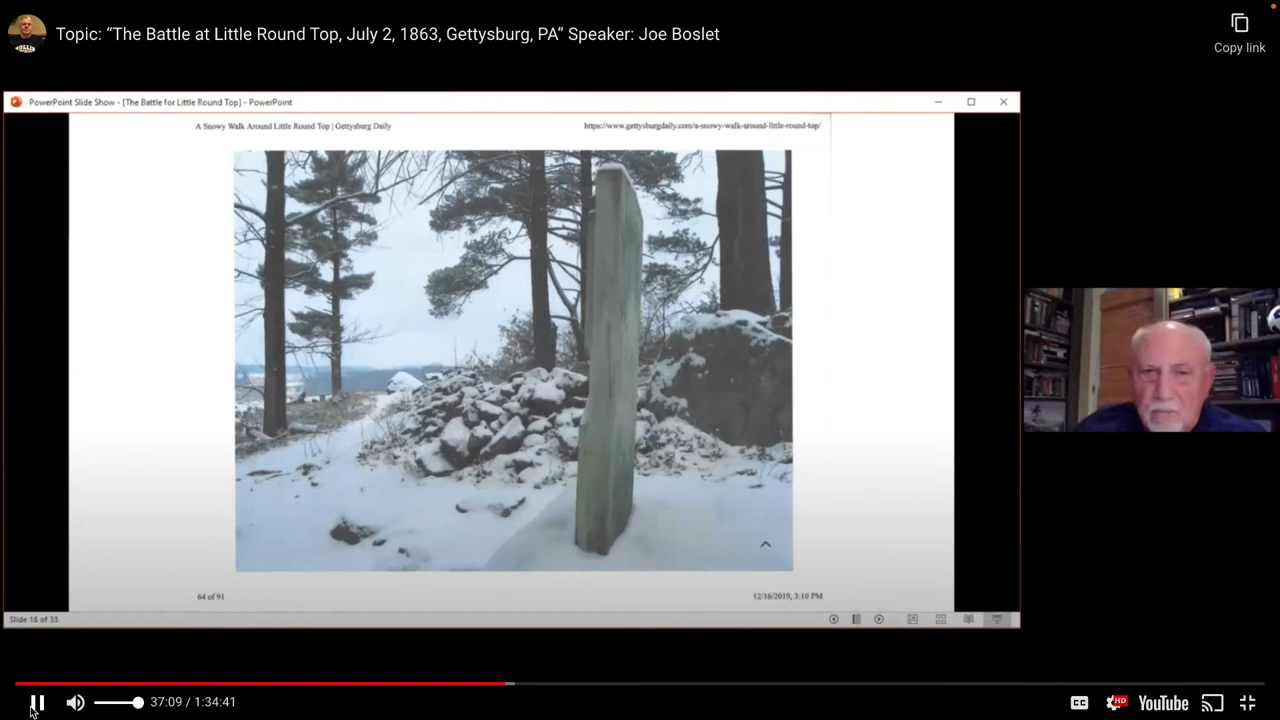 Topic: “The Battle at Little Round Top, July 2, 1863, Gettysburg, PA” Speaker: Joe Boslet
Copy link
PowerPoint Slide Show - [The Battle for Little Round Top] - PowerPoint
A Snowy Walk Around Little Round Top | Gettysburg Daily
https://www.gettysburgdaily.com/a-snowy-walk-around-little-round-top/
64 of 91
12/16/2019, 3:10 PM
Slide 16 of 33
37:09 / 1:34:41
CC
HD
YouTube